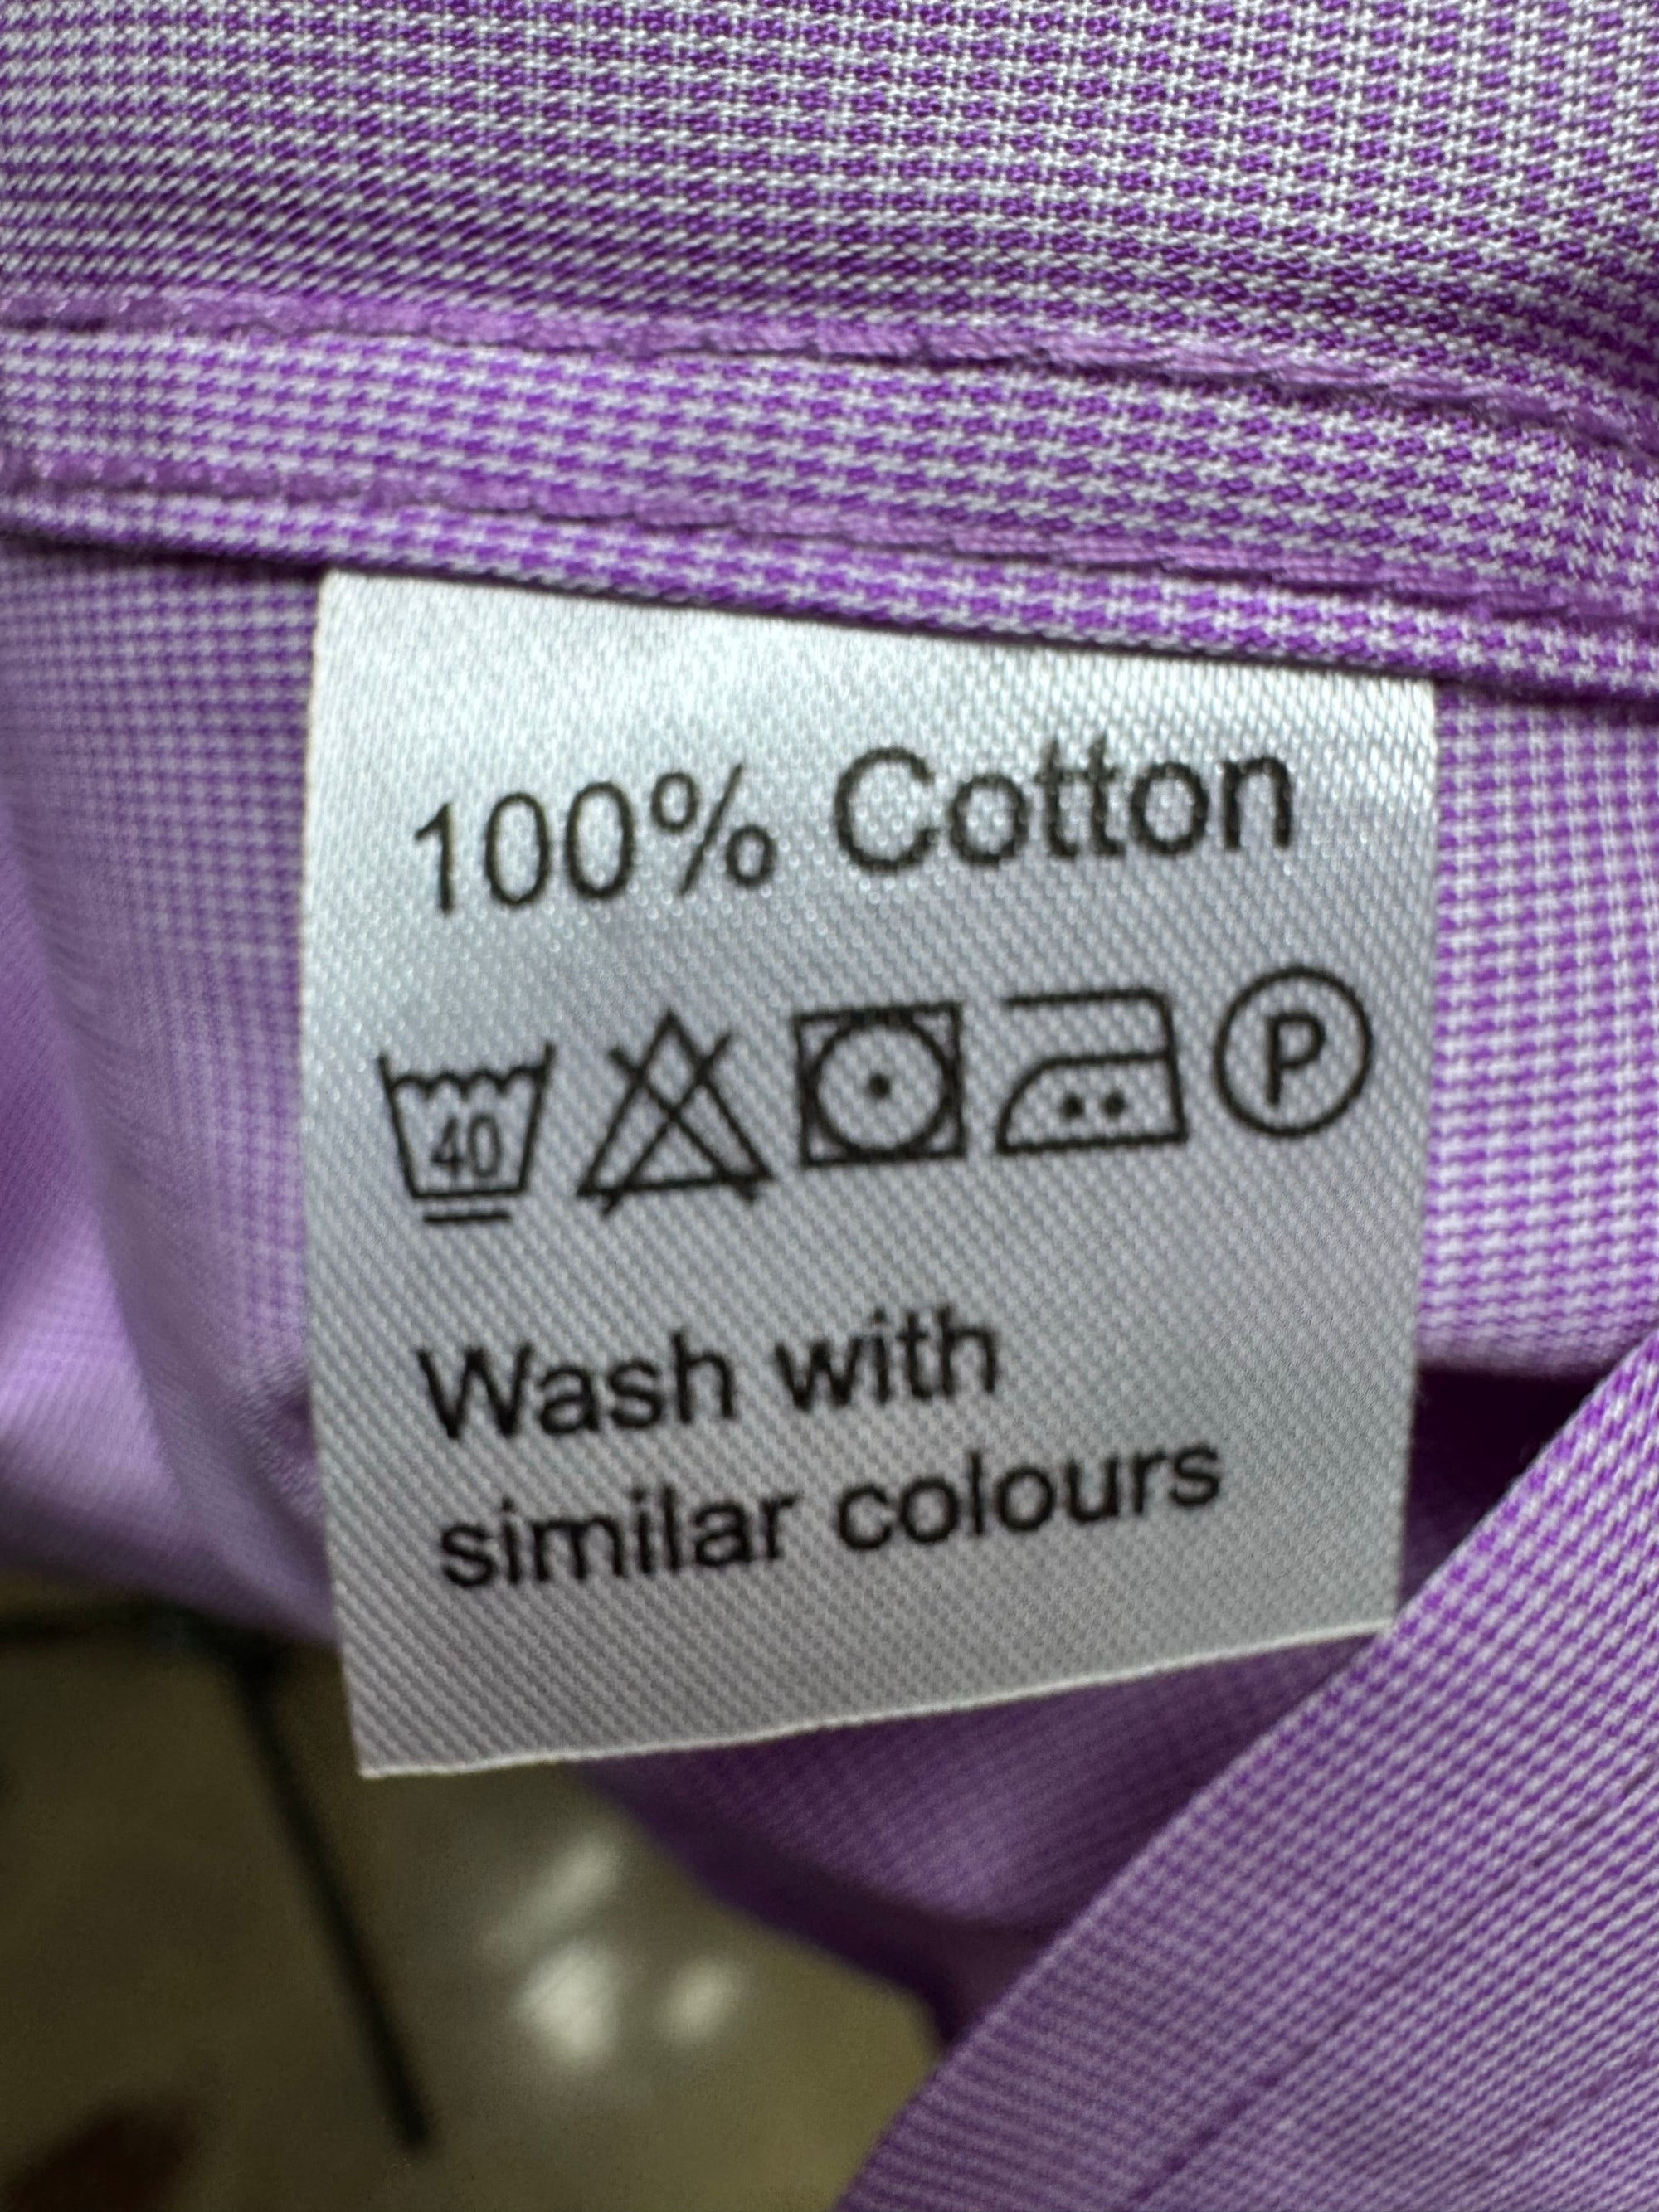 100% Cotton
40 P
Wash with
similar colours